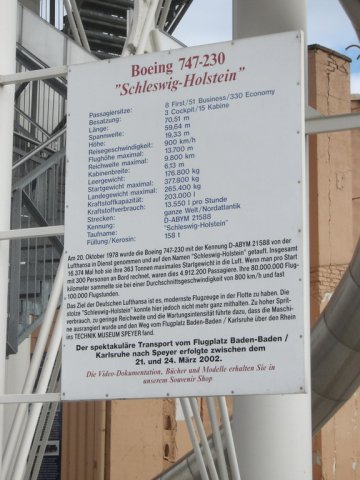 Boeing 747-230
"Schleswig-Holstein"
Passagiersitze: 8 First/51 Business/330 Economy
Besatzung: 3 Cockpit/15 Kabine
Länge: 70,51 m
Spannweite: 59,64 m
Höhe: 19,33 m
Reisegeschwindigkeit: 900 km/h
Flughöhe maximal: 13.700 m
Reichweite maximal: 9.800 km
Kabinenbreite: 6,13 m
Leergewicht: 176.800 kg
Startgewicht maximal: 377.800 kg
Landegewicht maximal: 265.400 kg
Kraftstoffkapazität: 203.000 l
Kraftstoffverbrauch: 13.550 l pro Stunde
Strecken: ganze Welt/Nordatlantik
Kennung: D-ABYM 21588
Taufname: "Schleswig-Holstein"
Füllung/Kerosin: 158 t
Am 20. Oktober 1978 wurde die Boeing 747-230 mit der Kennung D-ABYM 21588 von der
Lufthansa in Dienst genommen und auf den Namen "Schleswig-Holstein" getauft. Insgesamt
16.374 Mal hob sie ihre 363 Tonnen maximales Startgewicht in die Luft. Wenn man pro Start
mit 300 Personen an Bord rechnet, waren dies 4.912.200 Passagiere. Ihre 80.000.000 Flug-
kilometer sammelte sie bei einer Durchschnittsgeschwindigkeit von 800 km/h und fast
100.000 Flugstunden.
Das Ziel der Deutschen Lufthansa ist es, modernste Flugzeuge in der Flotte zu haben. Die
stolze "Schleswig-Holstein" konnte hier jedoch nicht mehr ganz mithalten. Zu hoher Sprit-
verbrauch, zu geringe Reichweite und die Wartungsintensität führte dazu, dass die Maschi-
ne ausrangiert wurde und den Weg vom Flugplatz Baden-Baden / Karlsruhe über den Rhein
ins TECHNIK MUSEUM SPEYER fand.
Der spektakuläre Transport vom Flugplatz Baden-Baden /
Karlsruhe nach Speyer erfolgte zwischen dem
21. und 24. März 2002.
Die Video-Dokumentation, Bücher und Modelle erhalten Sie in
unserem Souvenir Shop